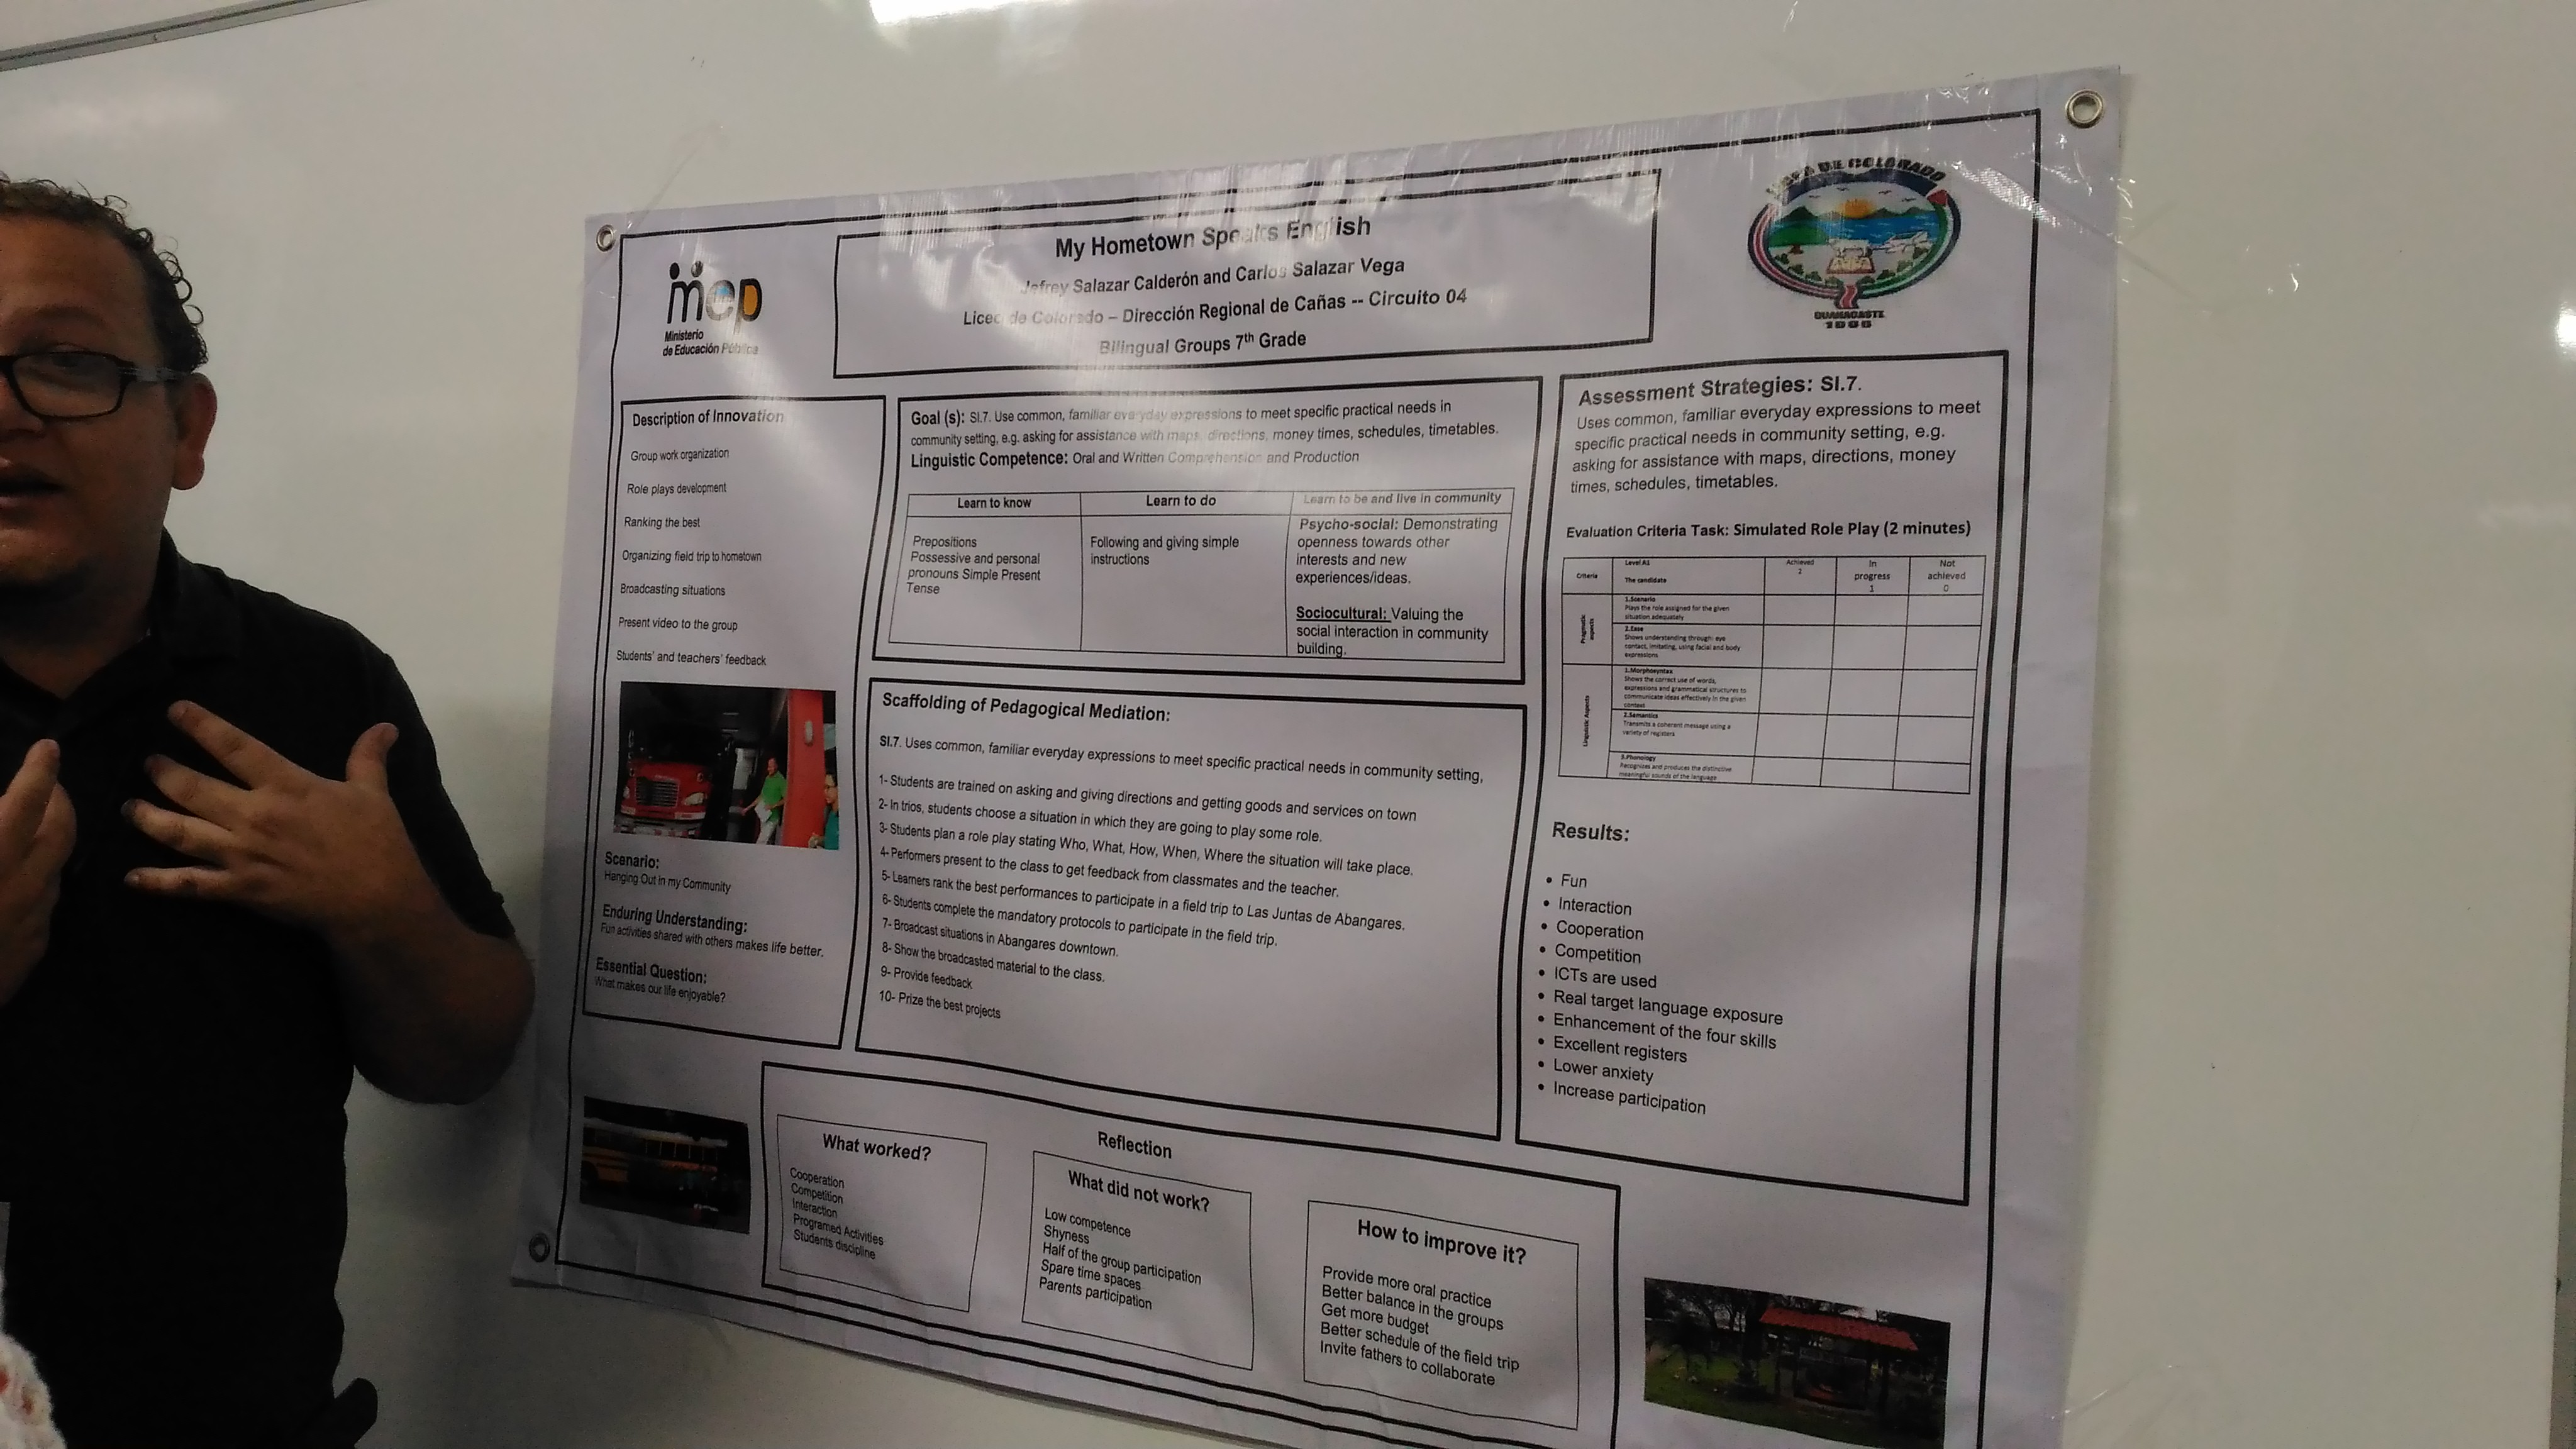 mep
Ministerio
de Educación Pública
My Hometown Speaks English
Jefrey Salazar Calderón and Carlos Salazar Vega
Liceo de Colorado – Dirección Regional de Cañas -- Circuito 04
Bilingual Groups 7th Grade
DE COLORADO
GUANACASTE
Description of Innovation
Group work organization
Role plays development
Ranking the best
Organizing field trip to hometown
Broadcasting situations
Present video to the group
Students' and teachers' feedback
Scenario:
Hanging Out in my Community
Enduring Understanding:
Fun activities shared with others makes life better.
Essential Question:
What makes our life enjoyable?
Goal (s): SI.7. Use common, familiar everyday expressions to meet specific practical needs in
community setting, e.g. asking for assistance with maps, directions, money times, schedules, timetables.
Linguistic Competence: Oral and Written Comprehension and Production
Learn to know
Prepositions
Possessive and personal
pronouns Simple Present
Tense
Learn to do
Following and giving simple
instructions
Learn to be and live in community
Psycho-social: Demonstrating
openness towards other
interests and new
experiences/ideas.
Sociocultural: Valuing the
social interaction in community
building.
Scaffolding of Pedagogical Mediation:
SI.7. Uses common, familiar everyday expressions to meet specific practical needs in community setting,
1- Students are trained on asking and giving directions and getting goods and services on town
2- In trios, students choose a situation in which they are going to play some role.
3- Students plan a role play stating Who, What, How, When, Where the situation will take place.
4- Performers present to the class to get feedback from classmates and the teacher.
5- Learners rank the best performances to participate in a field trip to Las Juntas de Abangares.
6- Students complete the mandatory protocols to participate in the field trip.
7- Broadcast situations in Abangares downtown.
8- Show the broadcasted material to the class.
9- Provide feedback
10- Prize the best projects
Assessment Strategies: SI.7.
Uses common, familiar everyday expressions to meet
specific practical needs in community setting, e.g.
asking for assistance with maps, directions, money
times, schedules, timetables.
Evaluation Criteria Task: Simulated Role Play (2 minutes)
Criteria
Level A1
The candidate
Achieved
2
In
progress
1
Not
achieved
0
Pragmatic
aspects
1.Scenario
Plays the role assigned for the given
situation adequately
2.Ease
Shows understanding through: eye
contact, imitating, using facial and body
expressions
Linguistic Aspects
1.Morphosyntax
Shows the correct use of words,
expressions and grammatical structures to
communicate ideas effectively in the given
context
2.Semantics
Transmits a coherent message using a
variety of registers
3.Phonology
Recognizes and produces the distinctive
meaningful sounds of the language
Results:
• Fun
• Interaction
• Cooperation
• Competition
• ICTs are used
• Real target language exposure
• Enhancement of the four skills
• Excellent registers
• Lower anxiety
• Increase participation
Reflection
What worked?
Cooperation
Competition
Interaction
Programed Activities
Students discipline
What did not work?
Low competence
Shyness
Half of the group participation
Spare time spaces
Parents participation
How to improve it?
Provide more oral practice
Better balance in the groups
Get more budget
Better schedule of the field trip
Invite fathers to collaborate